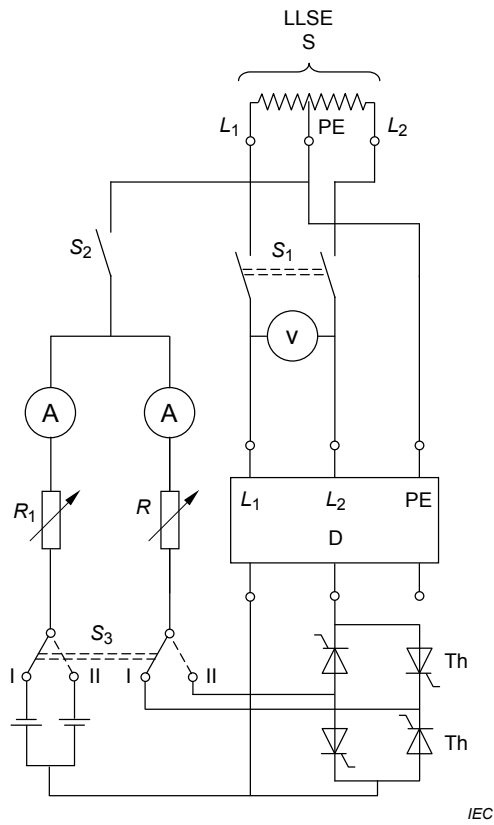 LLSE
S
L1 PE L2
S2 S1
V
A A
R1 R L1 L2 PE
D
S3
I II I II Th
Th
IEC